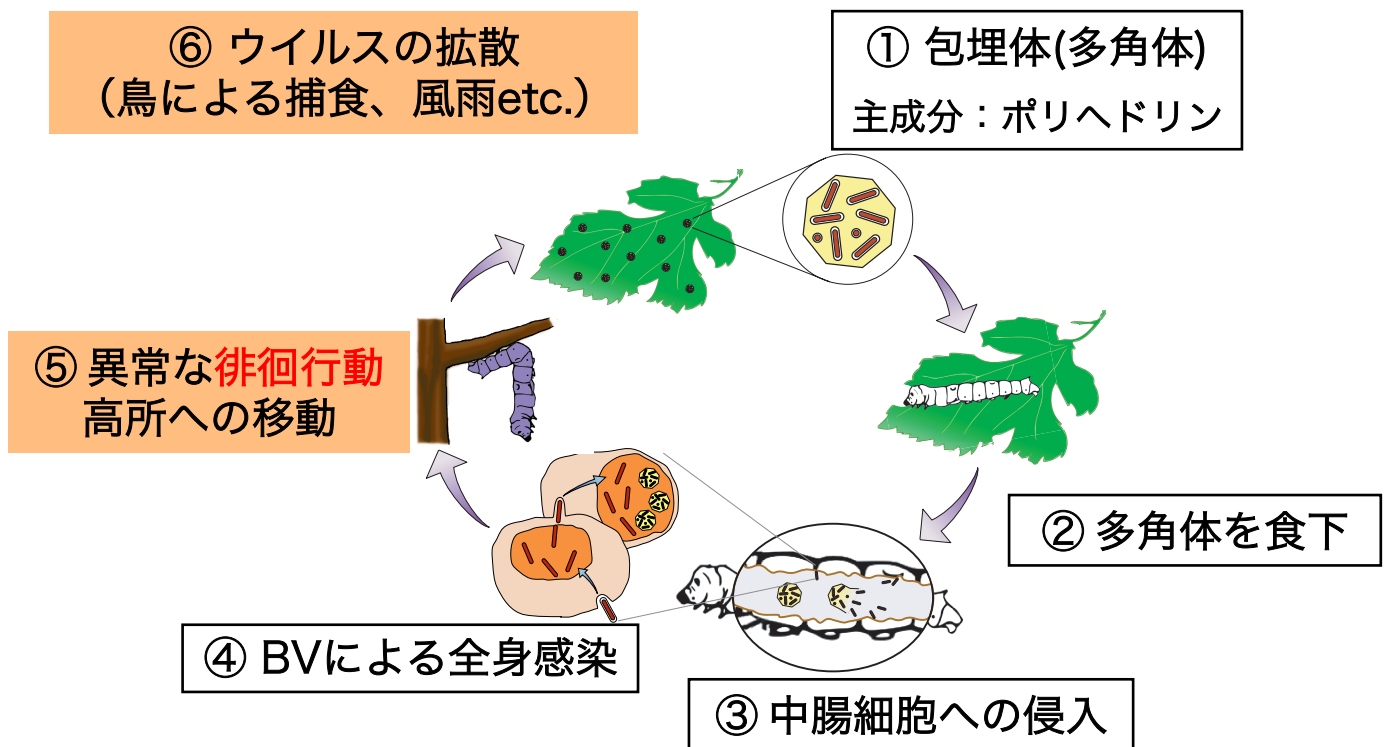 ⑥ ウイルスの拡散
（鳥による捕食、風雨etc.）
① 包埋体(多角体)
主成分：ポリヘドリン
⑤ 異常な徘徊行動
高所への移動
② 多角体を食下
④ BVによる全身感染
③ 中腸細胞への侵入